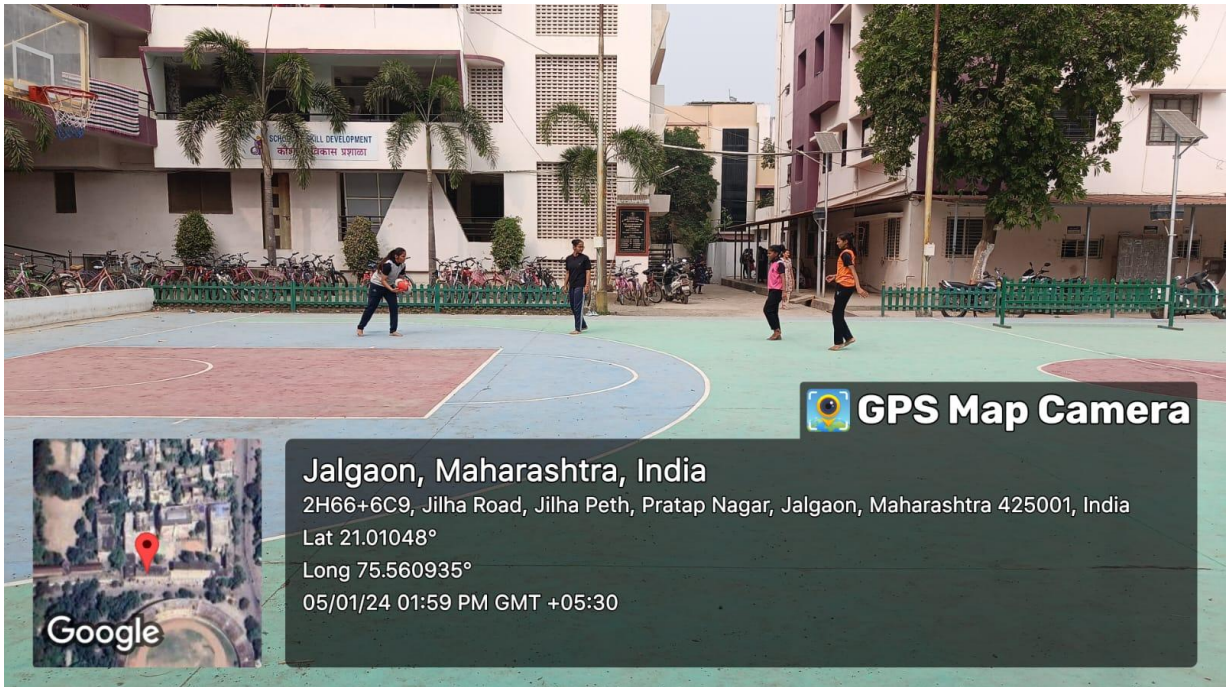 SCHOOL SKILL DEVELOPMENT
विकास प्रशाळा
GPS Map Camera
Jalgaon, Maharashtra, India
2H66+6C9, Jilha Road, Jilha Peth, Pratap Nagar, Jalgaon, Maharashtra 425001, India
Lat 21.01048°
Long 75.560935°
05/01/24 01:59 PM GMT +05:30
Google